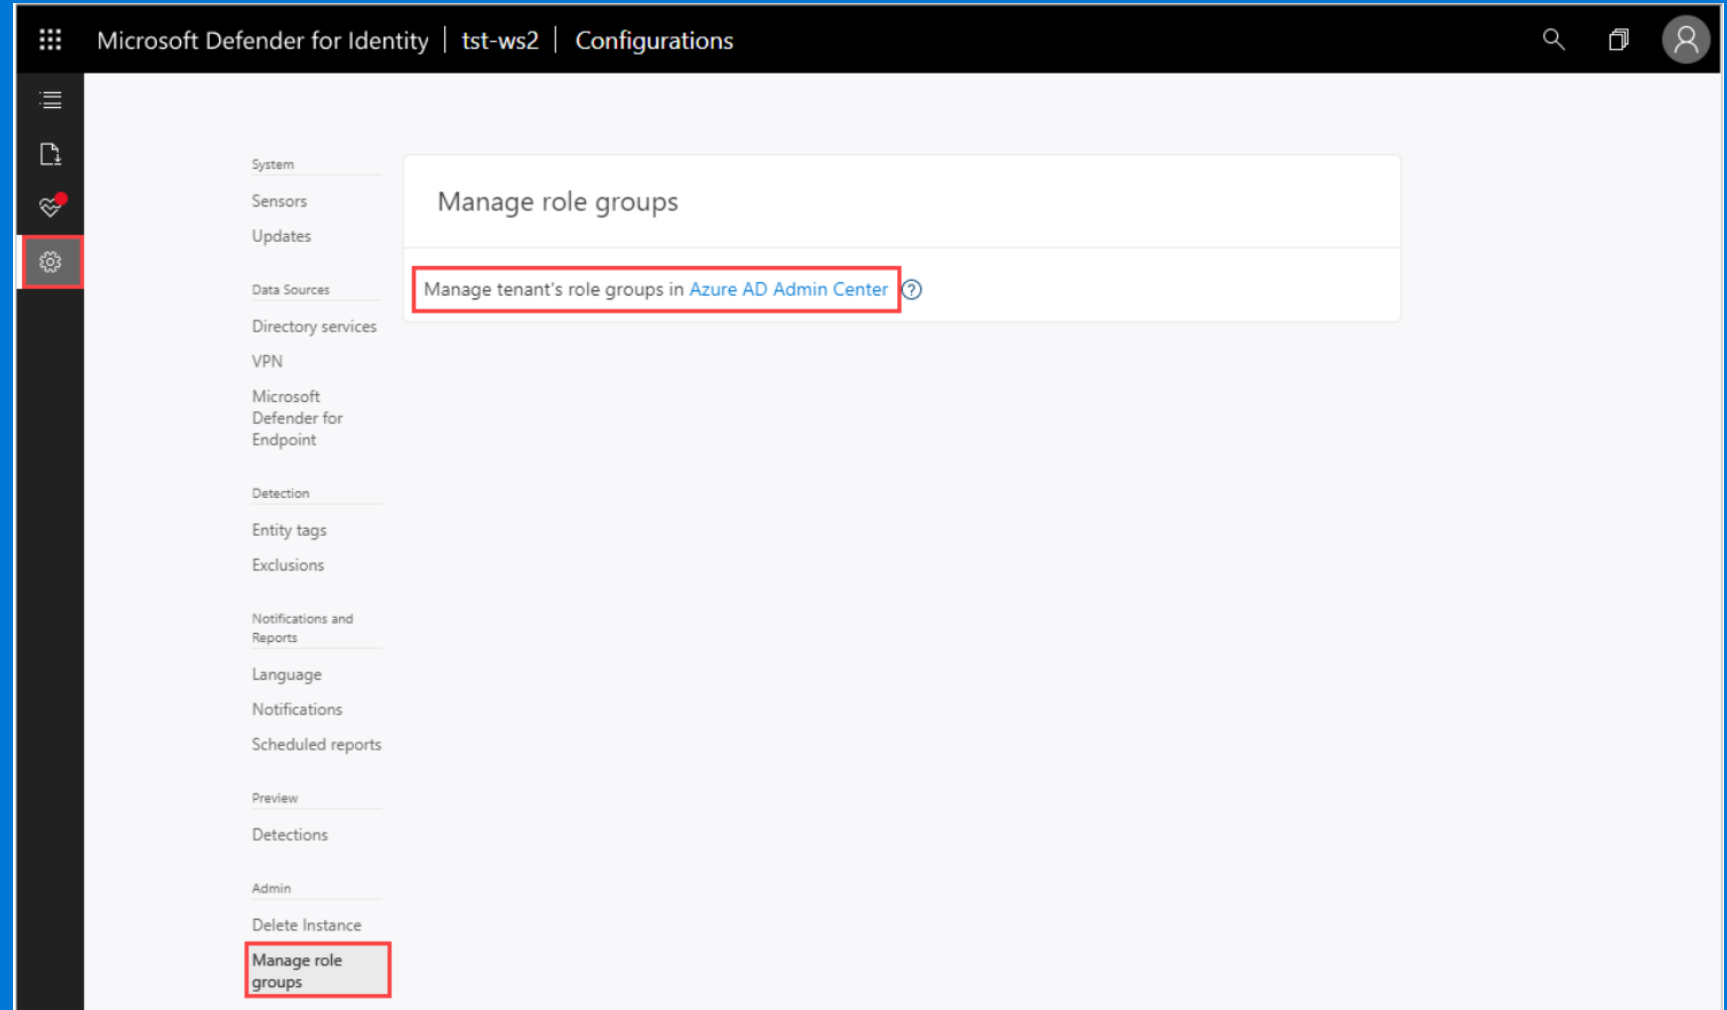 Microsoft Defender for Identity | tst-ws2 | Configurations
System
Sensors
Updates
Data Sources
Directory services
VPN
Microsoft
Defender for
Endpoint
Detection
Entity tags
Exclusions
Notifications and
Reports
Language
Notifications
Scheduled reports
Preview
Detections
Admin
Delete Instance
Manage role
groups
Manage role groups
Manage tenant's role groups in Azure AD Admin Center ?